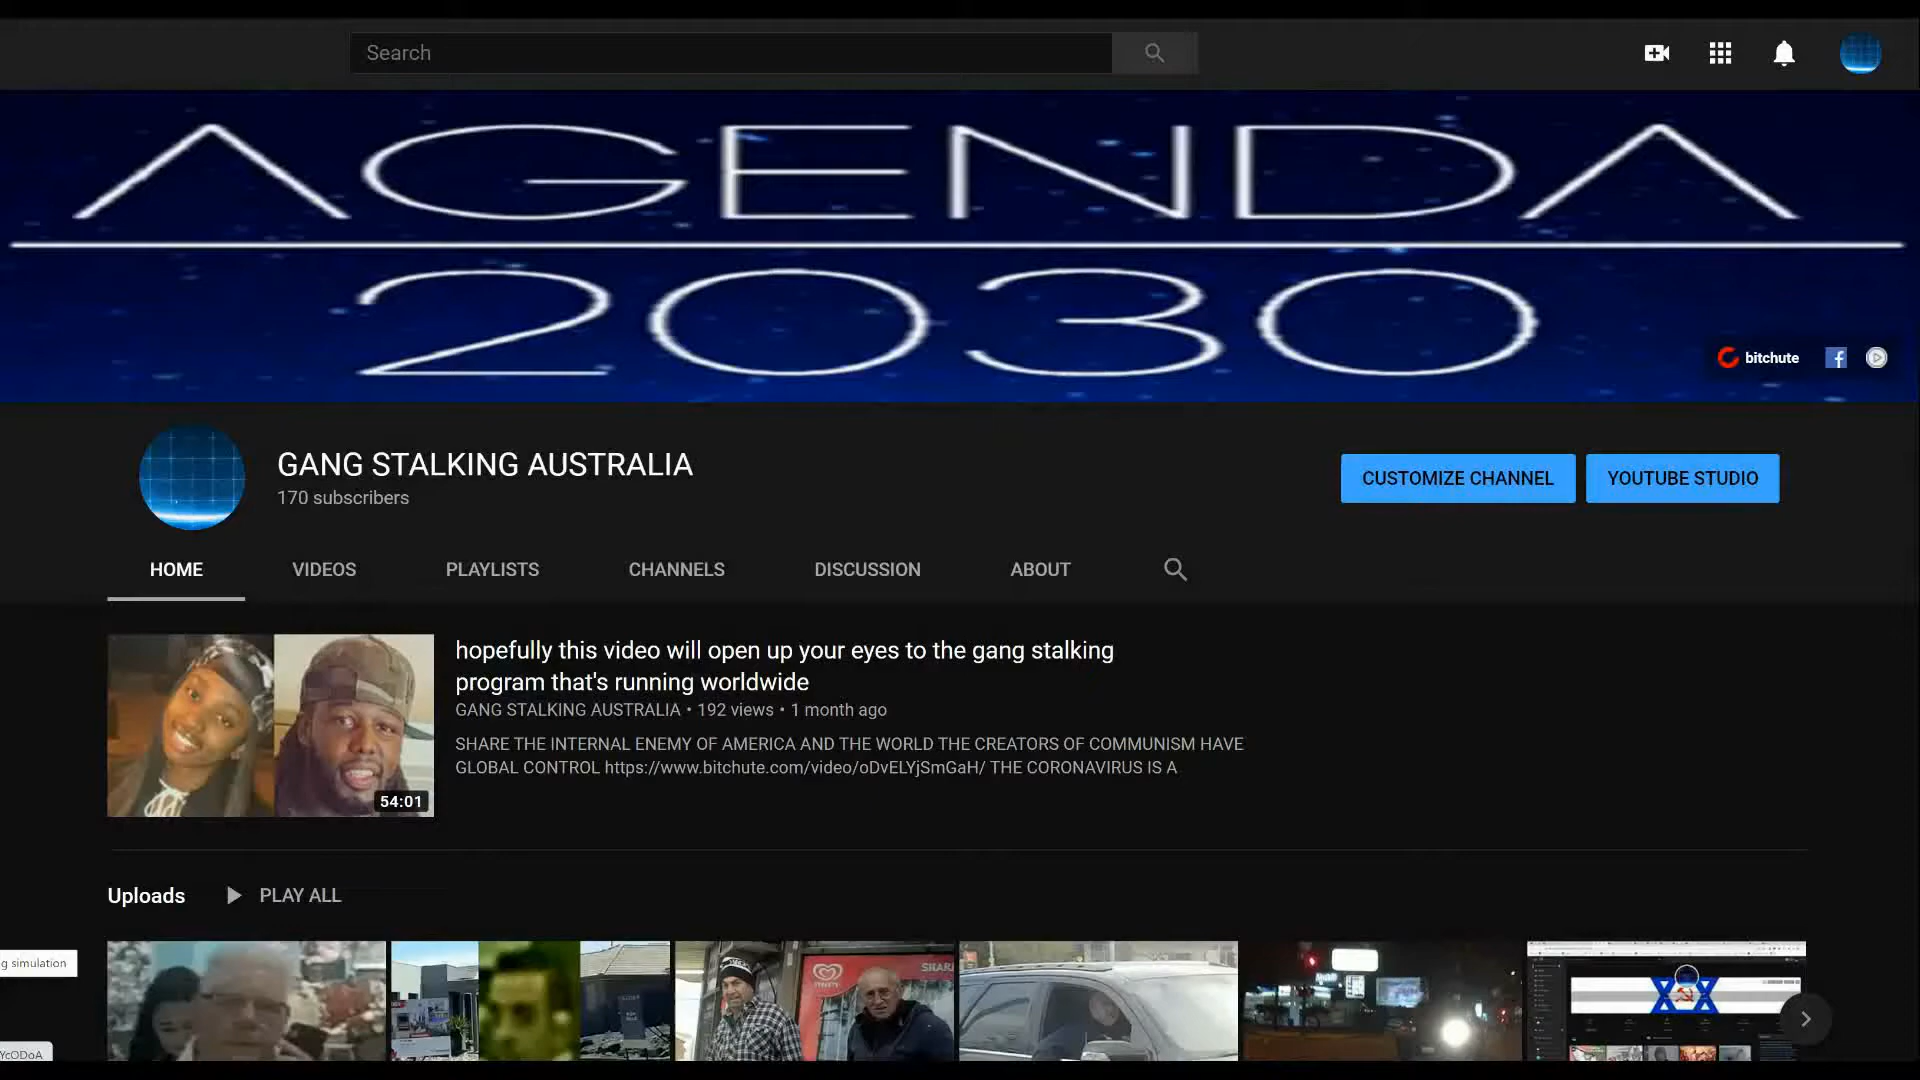 Search
AGENDA
2030
bitchute
GANG STALKING AUSTRALIA
170 subscribers
CUSTOMIZE CHANNEL
YOUTUBE STUDIO
HOME
VIDEOS
PLAYLISTS
CHANNELS
DISCUSSION
ABOUT
hopefully this video will open up your eyes to the gang stalking
program that's running worldwide
GANG STALKING AUSTRALIA • 192 views • 1 month ago
SHARE THE INTERNAL ENEMY OF AMERICA AND THE WORLD THE CREATORS OF COMMUNISM HAVE
GLOBAL CONTROL https://www.bitchute.com/video/oDvELYjSmGaH/ THE CORONAVIRUS IS A
54:01
Uploads
PLAY ALL
g simulation
YcODoA